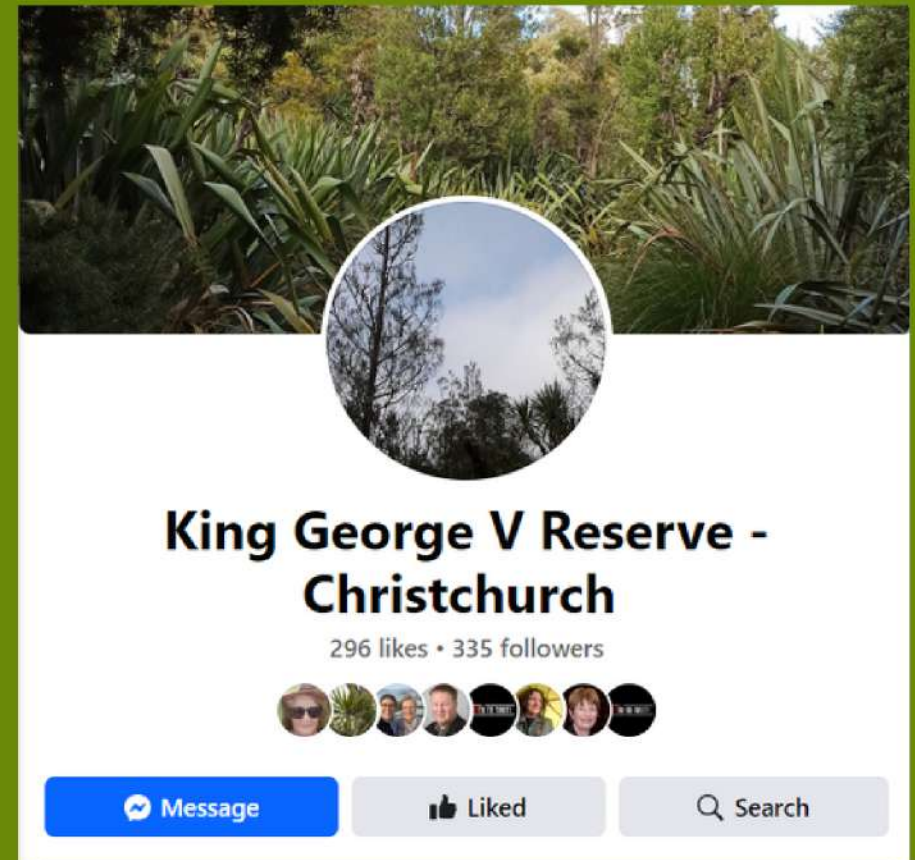 King George V Reserve -
Christchurch
296 likes • 335 followers
Message
Liked
Search